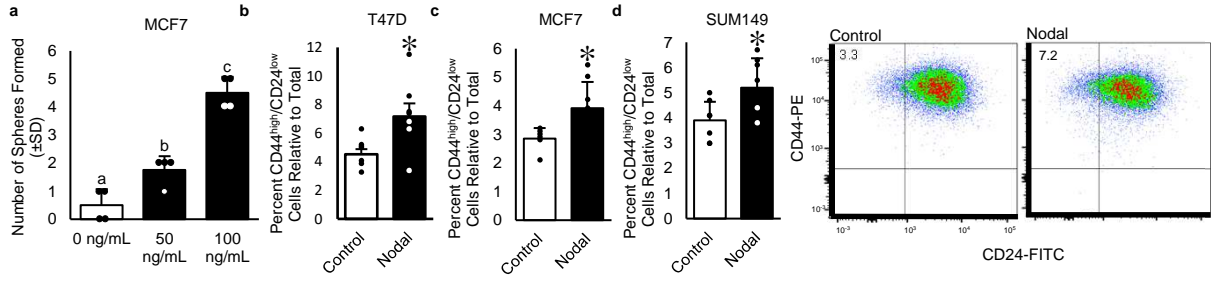 a
MCF7
Number of Spheres Formed
(±SD)
6
5
4
3
2
1
0
a
b
c
0 ng/mL
50
ng/mL
100
ng/mL
b
T47D
Percent CD44high/CD24low
Cells Relative to Total
12
10
8
6
4
2
0
*
Control
Nodal
c
MCF7
Percent CD44high/CD24low
Cells Relative to Total
6
5
4
3
2
1
0
*
Control
Nodal
d
SUM149
Percent CD44high/CD24low
Cells Relative to Total
7
6
5
4
3
2
1
0
*
Control
Nodal
Control
3.3
Nodal
7.2
CD44-PE
10⁵
10⁴
10³
10⁻³
10⁻³
10³
10⁴
10⁵
CD24-FITC